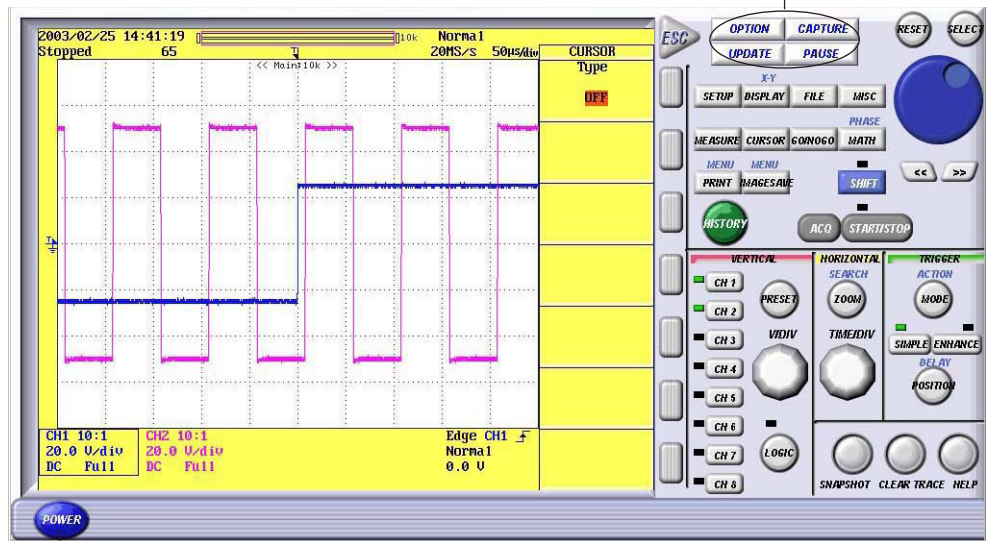 2003/02/25 14:41:19 10k Normal
Stopped 65 20MS/s 50µs/div
<< Main:10k >>
CURSOR
Type
OFF
T
CH1 10:1
20.0 V/div
DC Full
CH2 10:1
20.0 V/div
DC Full
Edge CH1
Normal
0.0 V
ESC
OPTION CAPTURE
UPDATE PAUSE
RESET SELECT
X-Y
SETUP DISPLAY FILE MISC
PHASE
MEASURE CURSOR GO/NOGO MATH
MENU MENU
PRINT IMAGESAVE SHIFT
<< >>
HISTORY ACQ START/STOP
VERTICAL HORIZONTAL TRIGGER
CH 1
CH 2
CH 3
CH 4
CH 5
CH 6
CH 7
CH 8
PRESET
V/DIV
LOGIC
SEARCH
ZOOM
TIME/DIV
ACTION
MODE
SIMPLE ENHANCE
DELAY
POSITION
SNAPSHOT CLEAR TRACE HELP
POWER